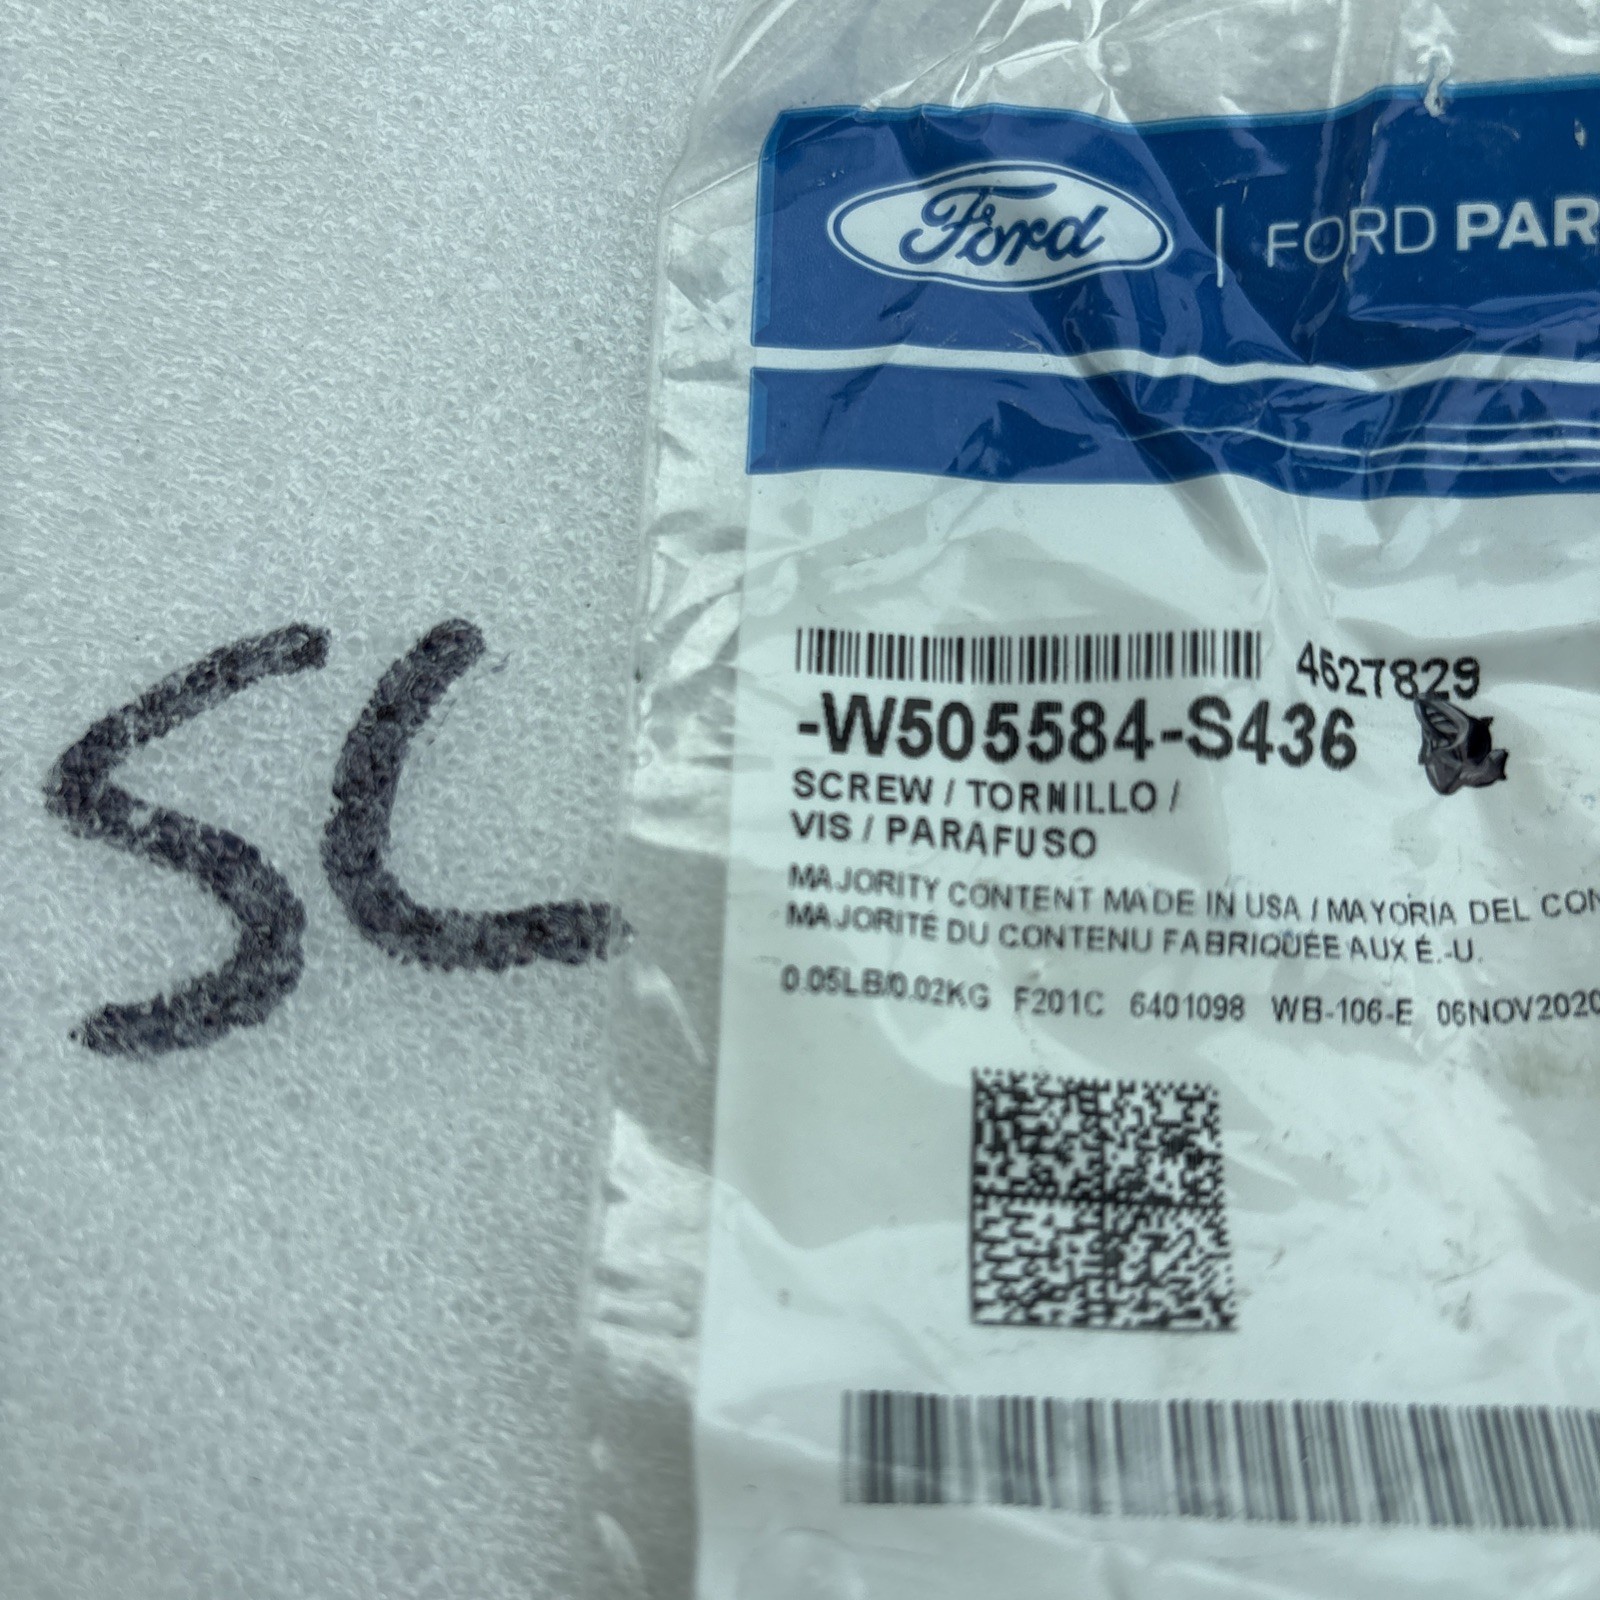 SC
Ford | FORD PAR
4627829
-W505584-S436
SCREW / TORNILLO /
VIS / PARAFUSO
MAJORITY CONTENT MADE IN USA / MAYORIA DEL CON
MAJORITÉ DU CONTENU FABRIQUÉE AUX É.-U.
0.05LB/0.02KG F201C 6401098 WB-106-E 06NOV2020